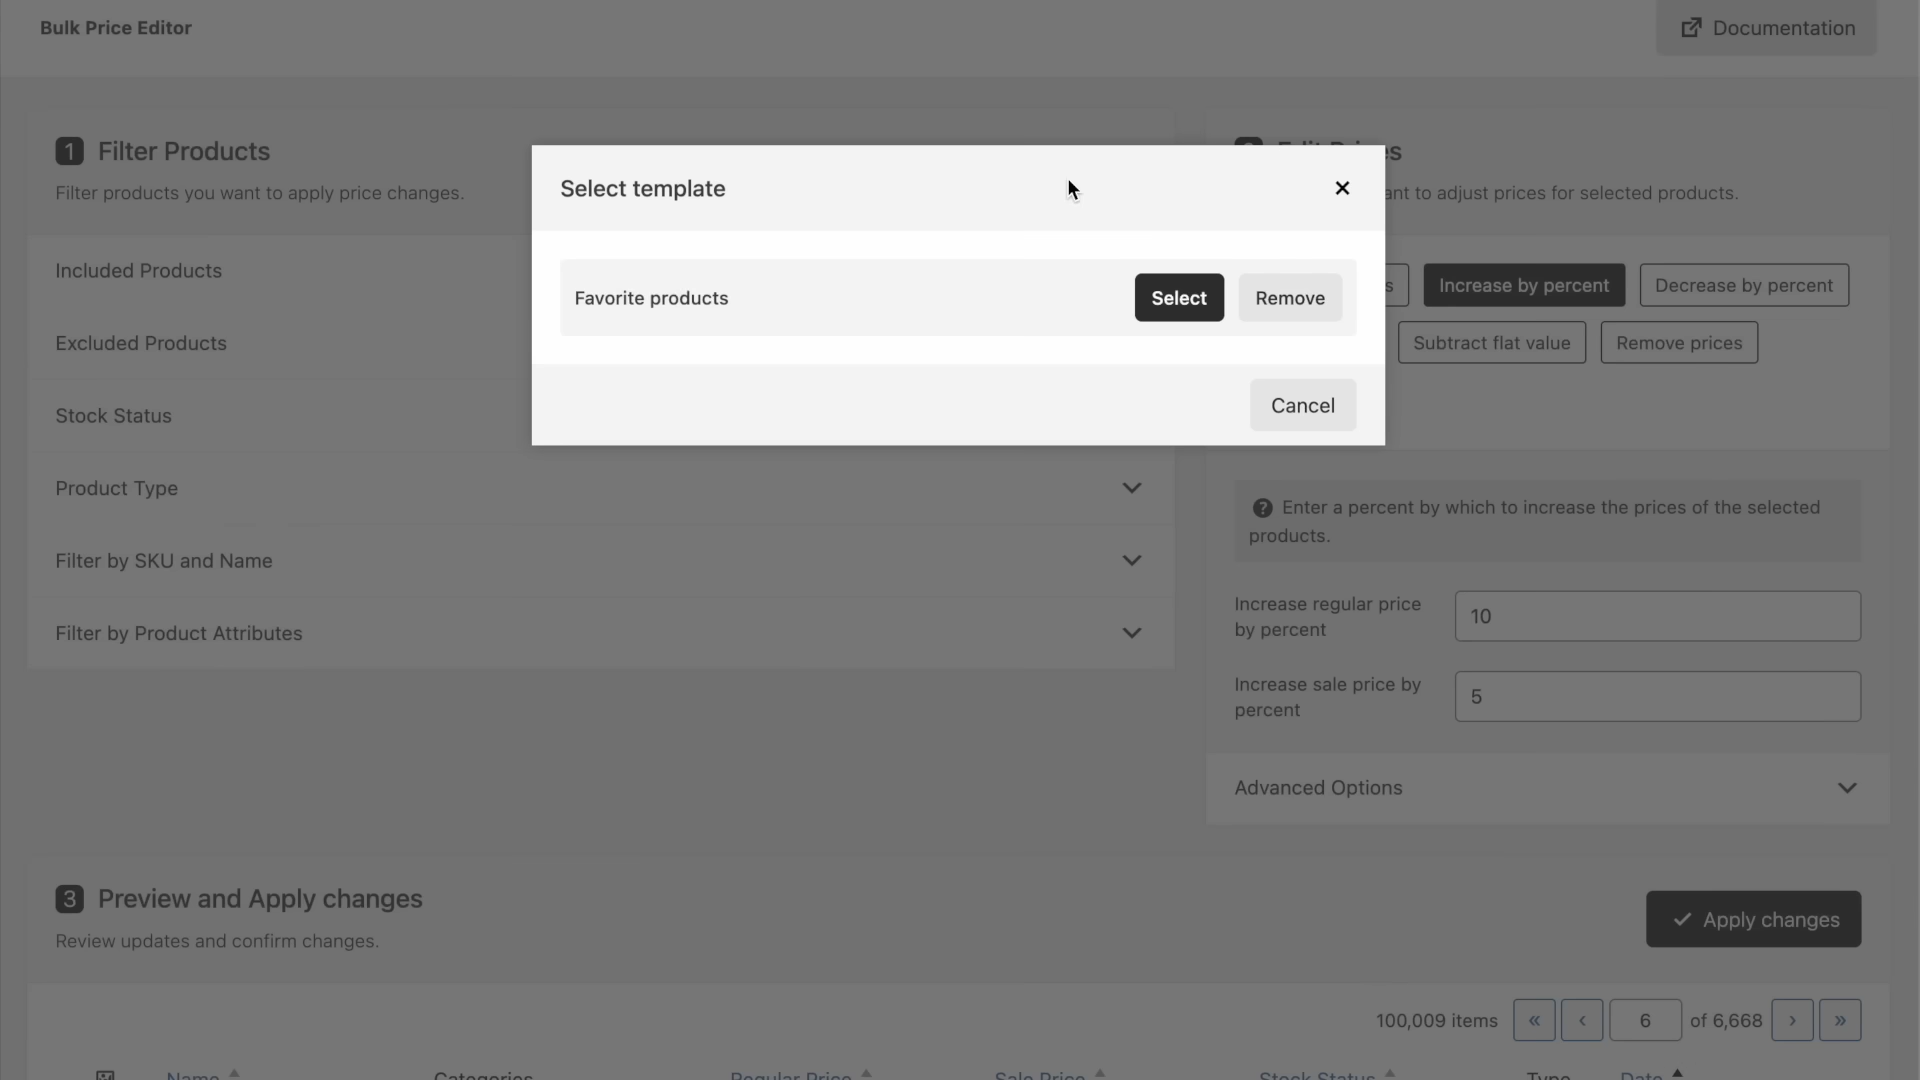 Bulk Price Editor
Documentation
1 Filter Products
Filter products you want to apply price changes.
Included Products
Excluded Products
Stock Status
Product Type
Filter by SKU and Name
Filter by Product Attributes
Select template
Favorite products
Select
Remove
Cancel
ant to adjust prices for selected products.
Increase by percent
Decrease by percent
Subtract flat value
Remove prices
Enter a percent by which to increase the prices of the selected
products.
Increase regular price
by percent
10
Increase sale price by
percent
5
Advanced Options
3 Preview and Apply changes
Review updates and confirm changes.
Apply changes
100,009 items
«
‹
6
of 6,668
›
»
Name
Categories
Regular Price
Sale Price
Stock Status
Type
Date